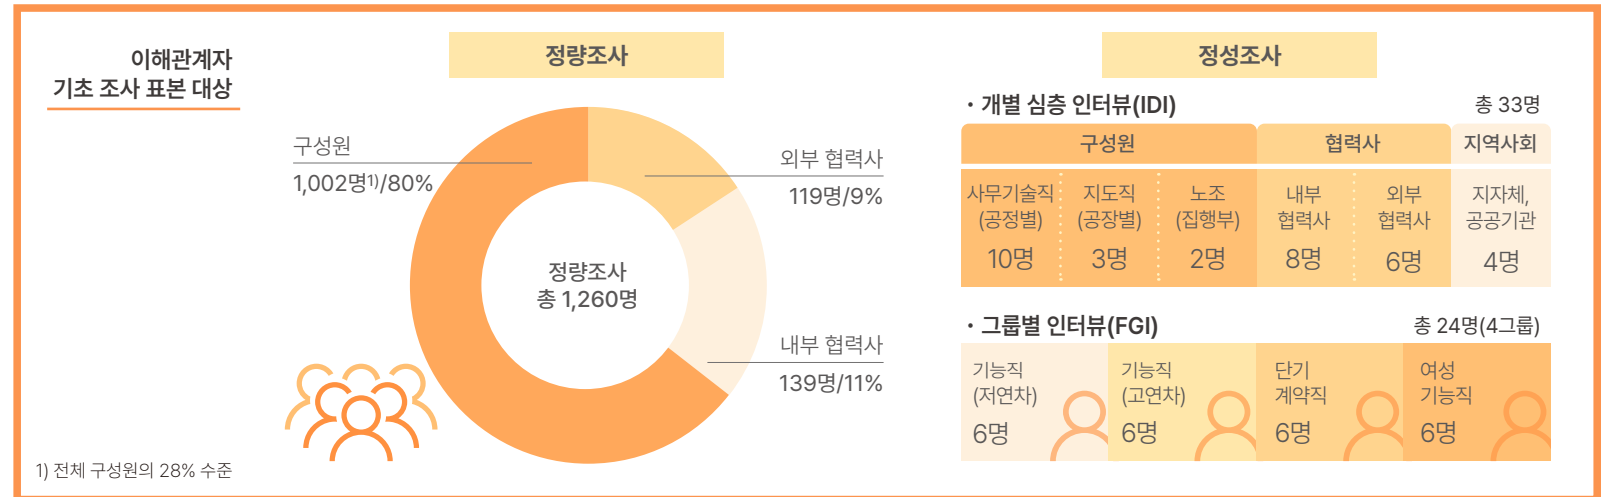 이해관계자
기초 조사 표본 대상
정량조사
구성원
1,002명1)/80%
외부 협력사
119명/9%
내부 협력사
139명/11%
정량조사
총 1,260명
1) 전체 구성원의 28% 수준
정성조사
· 개별 심층 인터뷰(IDI)
총 33명
구성원
협력사
지역사회
사무기술직
(공정별)
10명
지도직
(공장별)
3명
노조
(집행부)
2명
내부
협력사
8명
외부
협력사
6명
지자체,
공공기관
4명
· 그룹별 인터뷰(FGI)
총 24명(4그룹)
기능직
(저연차)
6명
기능직
(고연차)
6명
단기
계약직
6명
여성
기능직
6명